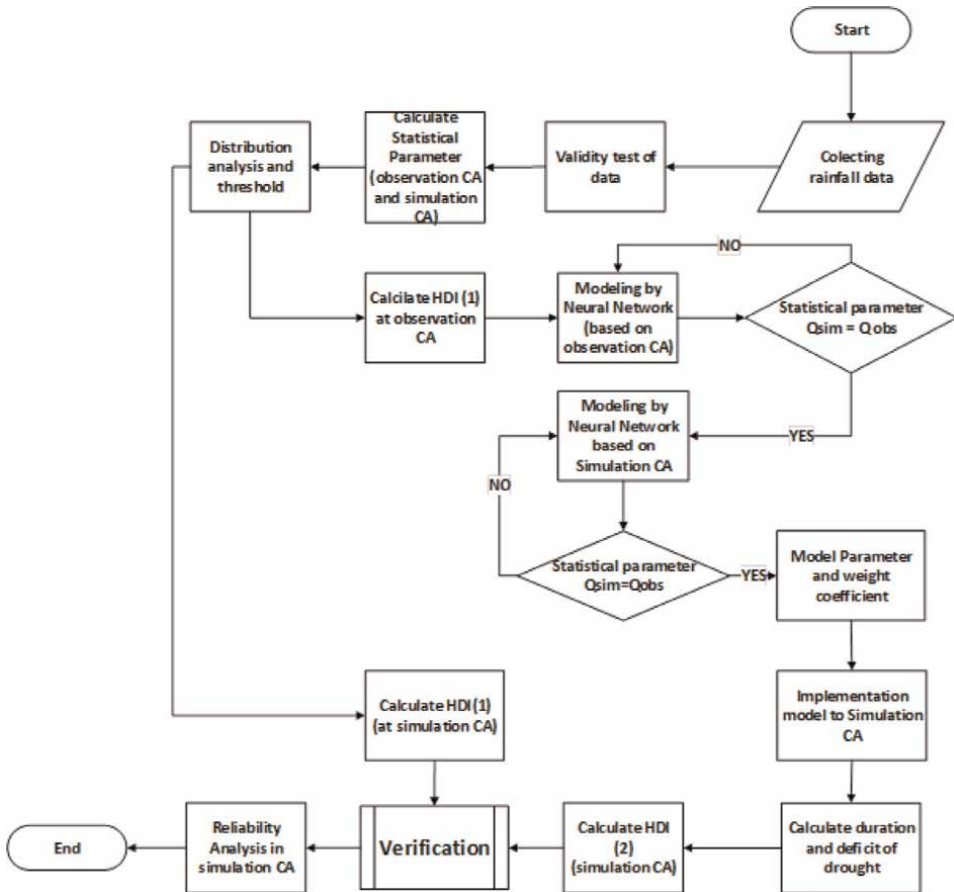 Start
Colecting
rainfall data
Validity test of
data
Calculate
Statistical
Parameter
(observation CA
and simulation
CA)
Distribution
analysis and
threshold
Calcilate HDI (1)
at observation
CA
Modeling by
Neural Network
(based on
observation CA)
NO
Statistical parameter
Qsim = Q obs
YES
Modeling by
Neural Network
based on
Simulation CA
NO
Statistical parameter
Qsim=Qobs
YES
Model Parameter
and weight
coefficient
Implementation
model to Simulation
CA
Calculate HDI(1)
(at simulation CA)
Calculate duration
and deficit of
drought
Calculate HDI
(2)
(simulation CA)
Verification
Reliability
Analysis in
simulation CA
End